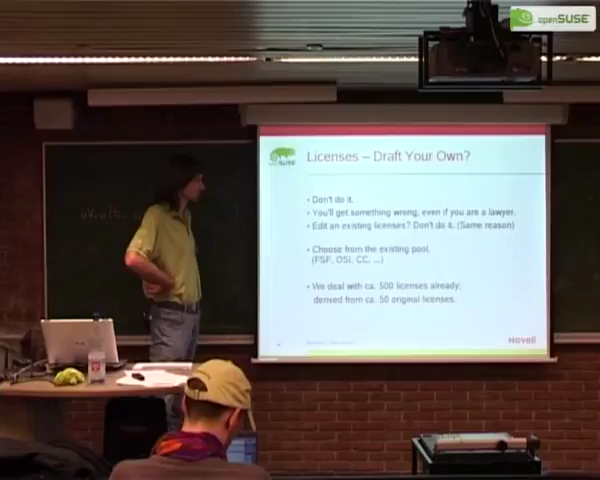 openSUSE
Licenses – Draft Your Own?
• Don't do it.
• You'll get something wrong, even if you are a lawyer.
• Edit an existing licenses? Don't do it. (Same reason)
• Choose from the existing pool.
(FSF, OSI, CC, ...)
• We deal with ca. 500 licenses already;
derived from ca. 50 original licenses.
Novell